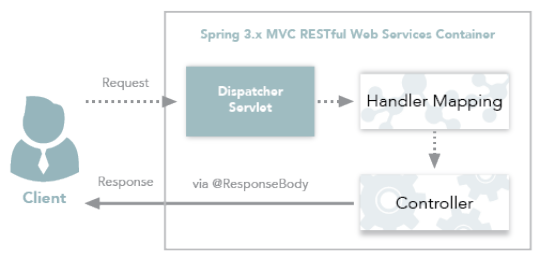 Spring 3.x MVC RESTful Web Services Container
Request
Dispatcher
Servlet
Handler Mapping
Response
via @ResponseBody
Controller
Client